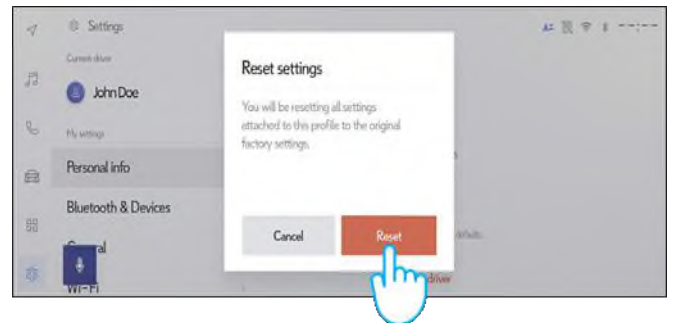 Settings
Current driver
John Doe
My settings
Personal info
Bluetooth & Devices
Wi-Fi
Reset settings
You will be resetting all settings
attached to this profile to the original
factory settings.
Cancel
Reset
defaults.
driver
--:--